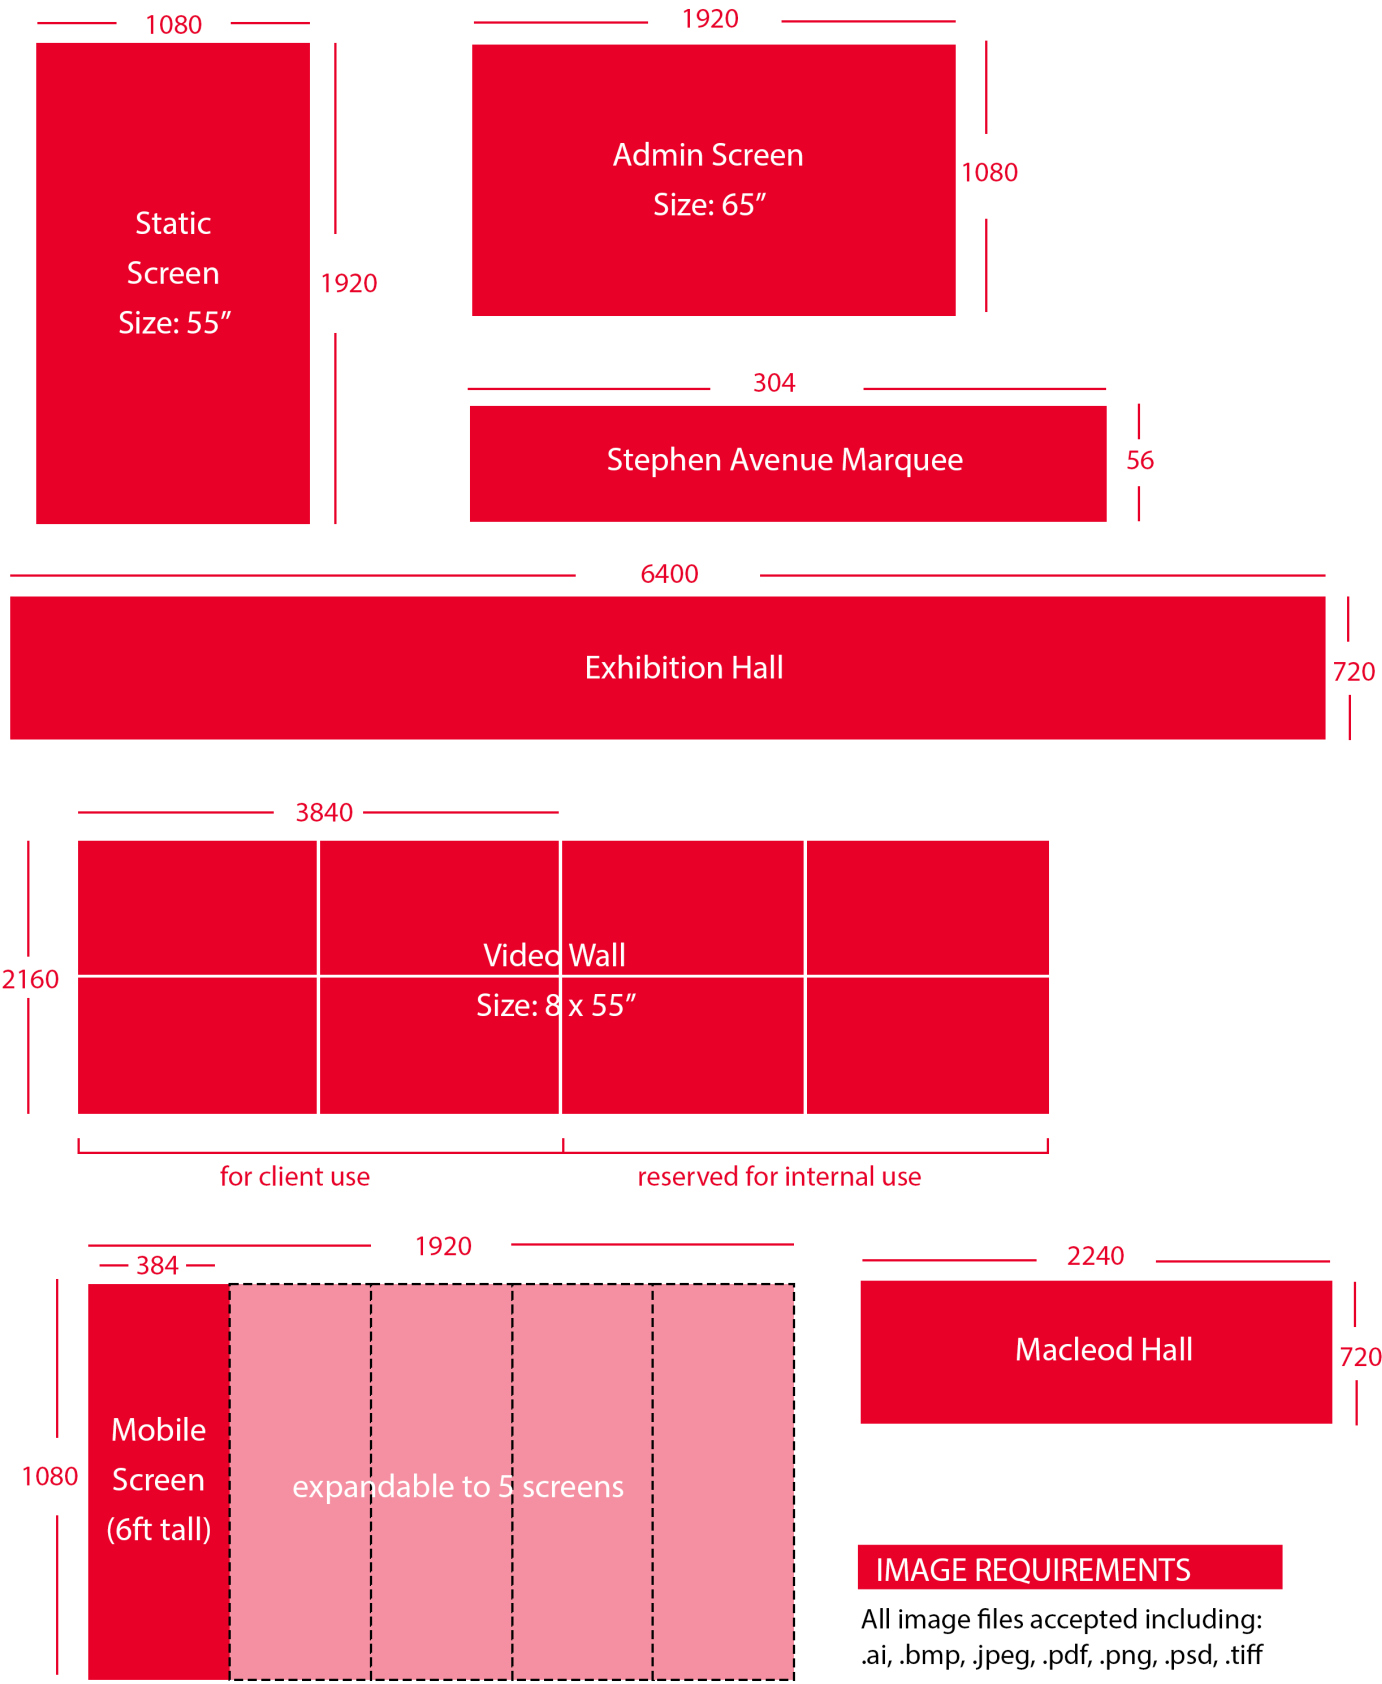 1080
1920
Static
Screen
Size: 55”
1920
Admin Screen
Size: 65”
1080
304
Stephen Avenue Marquee
56
6400
Exhibition Hall
720
3840
2160
Video Wall
Size: 8 x 55”
for client use
reserved for internal use
1920
384
1080
Mobile
Screen
(6ft tall)
expandable to 5 screens
2240
Macleod Hall
720
IMAGE REQUIREMENTS
All image files accepted including:
.ai, .bmp, .jpeg, .pdf, .png, .psd, .tiff